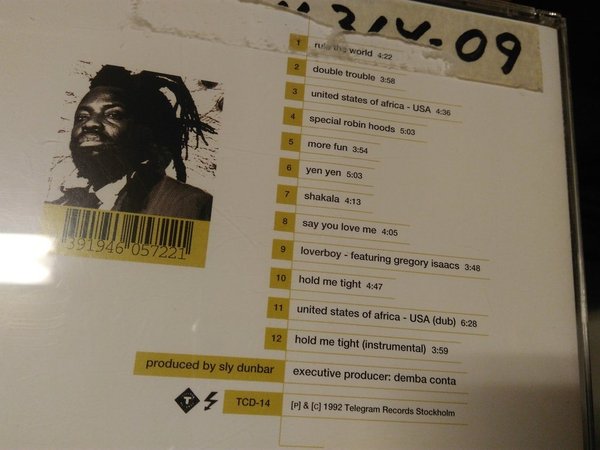 214-09
1 rule the world 4:22
2 double trouble 3:58
3 united states of africa - USA 4:36
4 special robin hoods 5:03
5 more fun 3:54
6 yen yen 5:03
7 shakala 4:13
8 say you love me 4:05
9 loverboy - featuring gregory isaacs 3:48
10 hold me tight 4:47
11 united states of africa - USA (dub) 6:28
12 hold me tight (instrumental) 3:59
391946 057221
produced by sly dunbar executive producer: demba conta
T TCD-14 [P] & [C] 1992 Telegram Records Stockholm